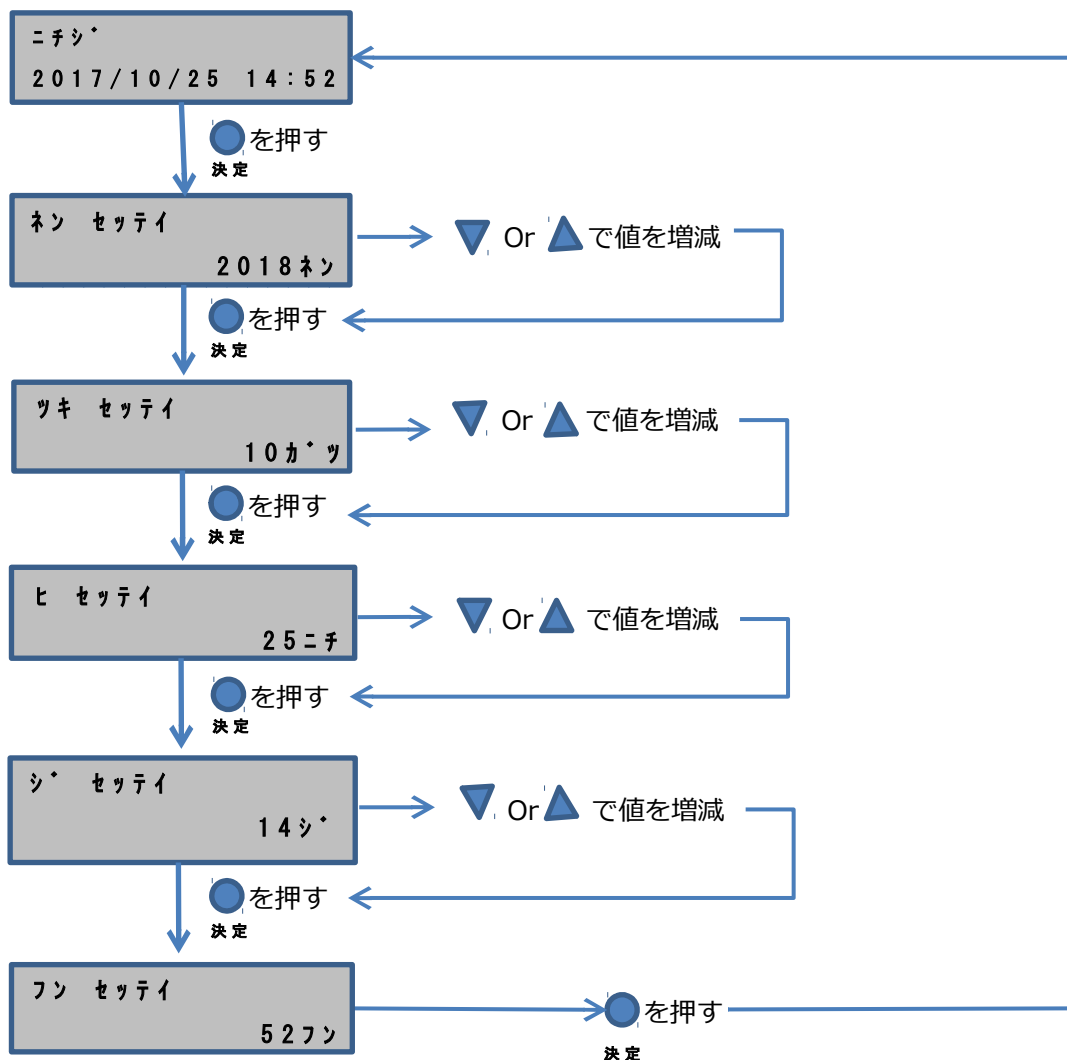 ニチジ
2017/10/25 14:52
を押す
決定
ネン セッテイ
2018ネン
Or で値を増減
を押す
決定
ツキ セッテイ
10ガツ
Or で値を増減
を押す
決定
ヒ セッテイ
25ニチ
Or で値を増減
を押す
決定
ジ セッテイ
14ジ
Or で値を増減
を押す
決定
フン セッテイ
52フン
を押す
決定